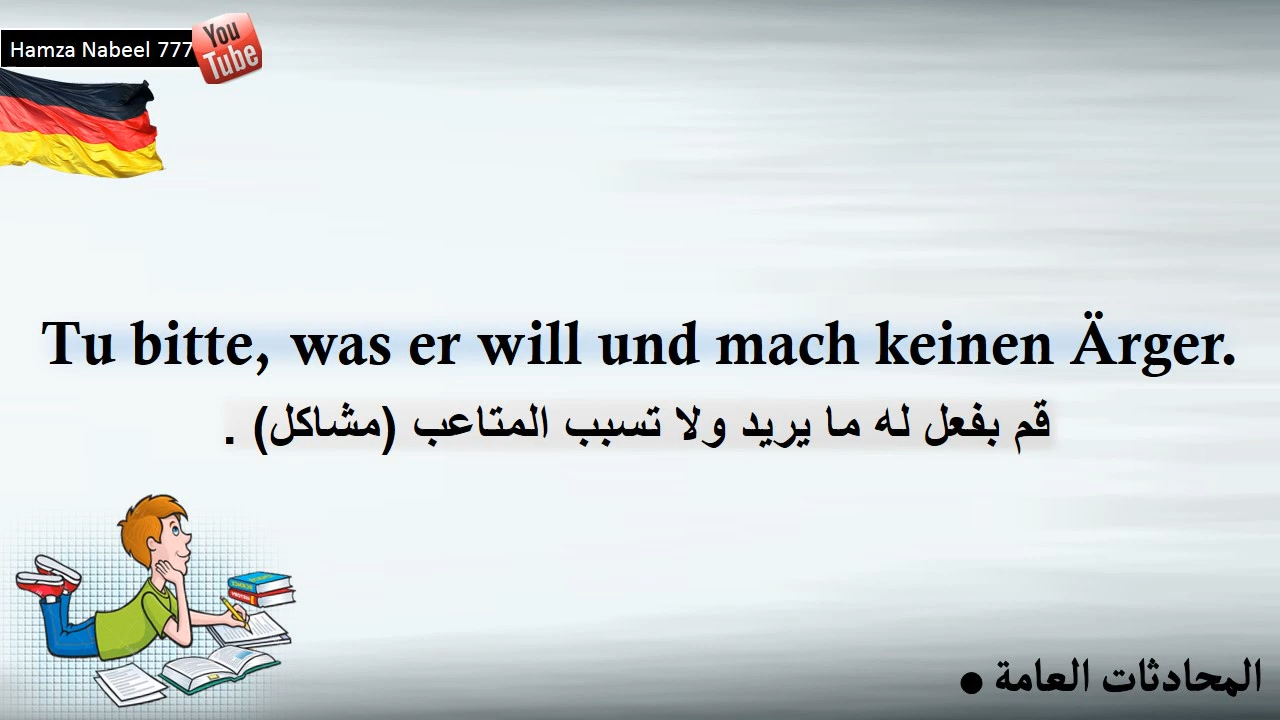 Hamza Nabeel 777
You
Tube
Tu bitte, was er will und mach keinen Ärger.
قم بفعل له ما يريد ولا تسبب المتاعب (مشاكل) .
المحادثات العامة ●